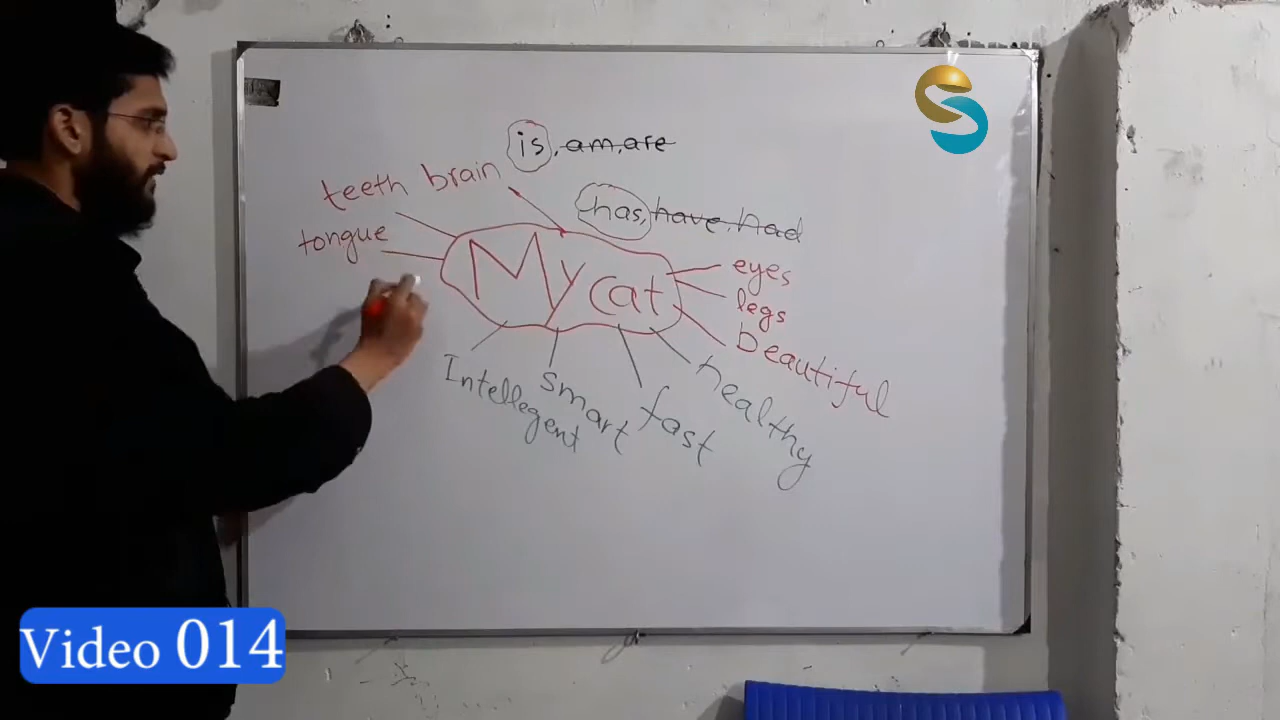 is, am, are
teeth brain
has, have, had
tongue
My cat
eyes
legs
beautiful
healthy
fast
smart
Intellegent
Video 014